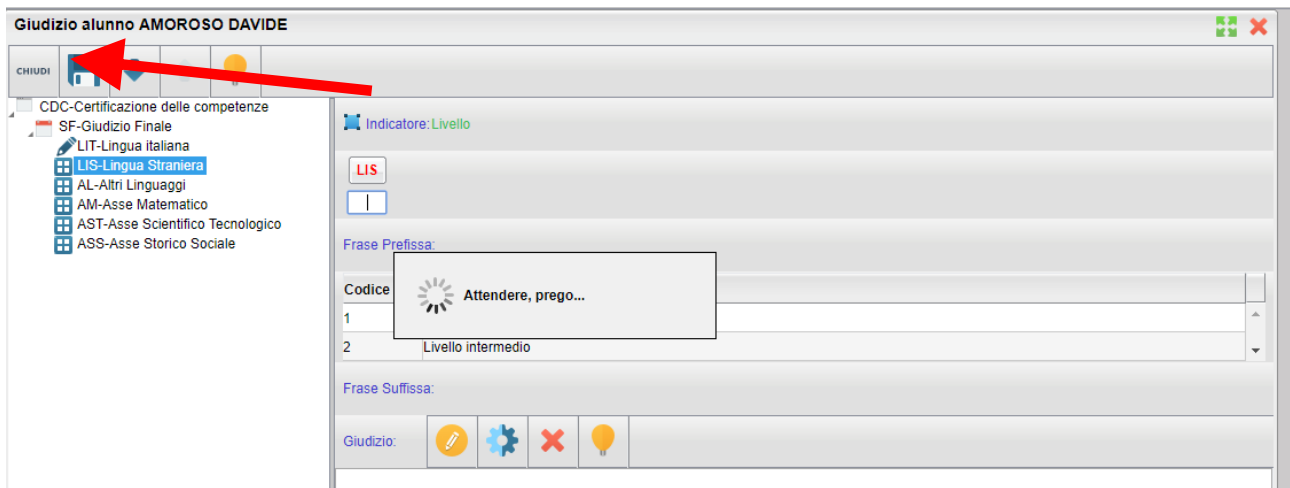 Giudizio alunno AMOROSO DAVIDE
CHIUDI
CDC-Certificazione delle competenze
SF-Giudizio Finale
LIT-Lingua italiana
LIS-Lingua Straniera
AL-Altri Linguaggi
AM-Asse Matematico
AST-Asse Scientifico Tecnologico
ASS-Asse Storico Sociale
Indicatore: Livello
LIS
Frase Prefissa:
Codice
Attendere, prego...
1
2 Livello intermedio
Frase Suffissa:
Giudizio: